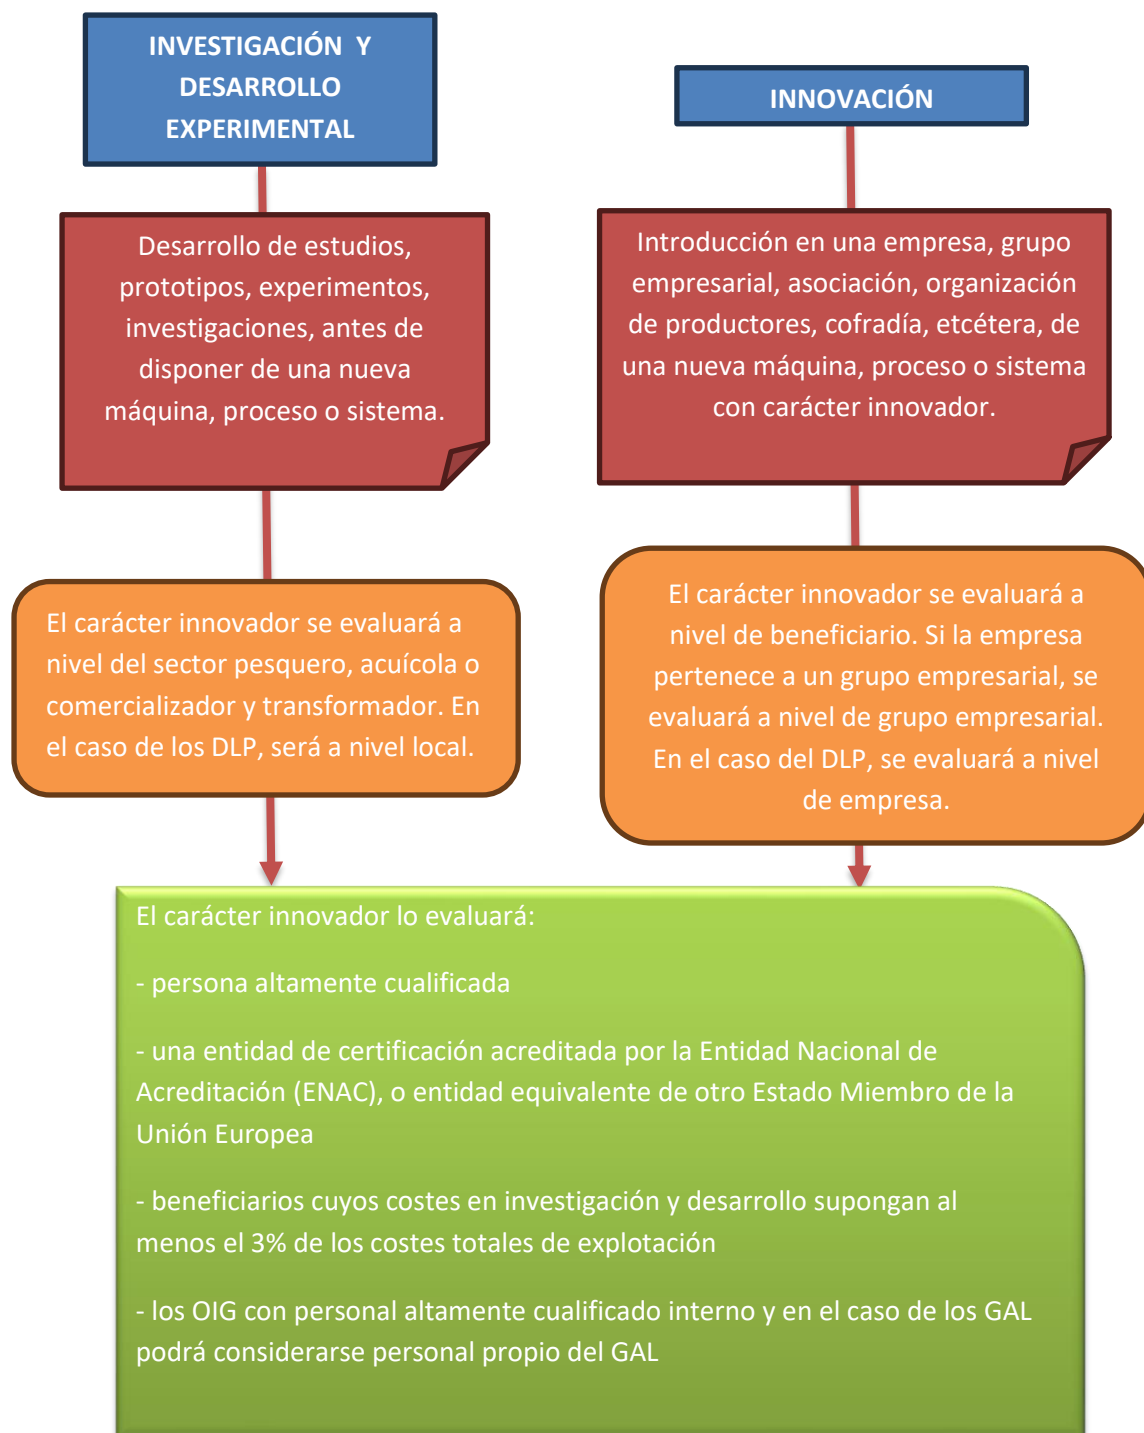 INVESTIGACIÓN Y
DESARROLLO
EXPERIMENTAL
Desarrollo de estudios,
prototipos, experimentos,
investigaciones, antes de
disponer de una nueva
máquina, proceso o sistema.
El carácter innovador se evaluará a
nivel del sector pesquero, acuícola o
comercializador y transformador. En
el caso de los DLP, será a nivel local.
INNOVACIÓN
Introducción en una empresa, grupo
empresarial, asociación, organización
de productores, cofradía, etcétera, de
una nueva máquina, proceso o sistema
con carácter innovador.
El carácter innovador se evaluará a
nivel de beneficiario. Si la empresa
pertenece a un grupo empresarial, se
evaluará a nivel de grupo empresarial.
En el caso del DLP, se evaluará a nivel
de empresa.
El carácter innovador lo evaluará:
- persona altamente cualificada
- una entidad de certificación acreditada por la Entidad Nacional de
Acreditación (ENAC), o entidad equivalente de otro Estado Miembro de la
Unión Europea
- beneficiarios cuyos costes en investigación y desarrollo supongan al
menos el 3% de los costes totales de explotación
- los OIG con personal altamente cualificado interno y en el caso de los GAL
podrá considerarse personal propio del GAL